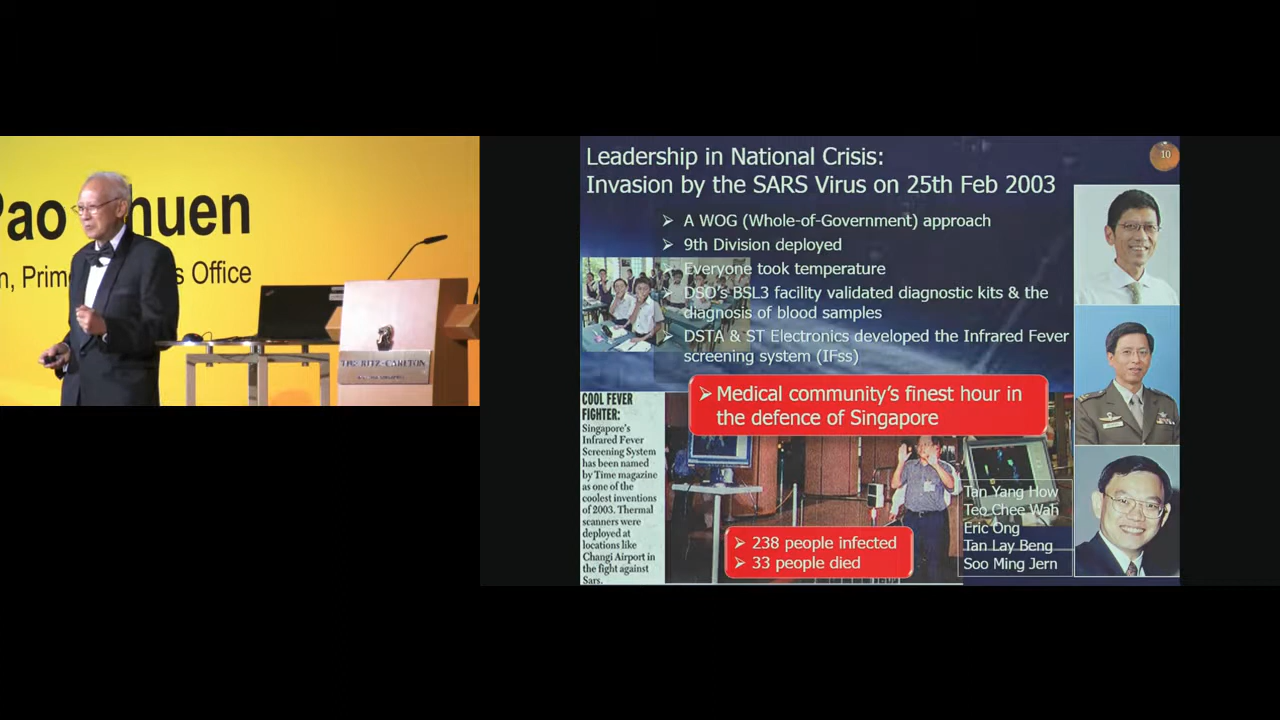 Pao
huen
n, Prim
s Office
THE RITZ-CARLTON
Leadership in National Crisis:
Invasion by the SARS Virus on 25th Feb 2003
10
➢ A WOG (Whole-of-Government) approach
➢ 9th Division deployed
➢ Everyone took temperature
➢ DSO's BSL3 facility validated diagnostic kits & the
diagnosis of blood samples
➢ DSTA & ST Electronics developed the Infrared Fever
screening system (IFss)
➢ Medical community's finest hour in
the defence of Singapore
COOL FEVER
FIGHTER:
Singapore's
Infrared Fever
Screening System
has been named
by Time magazine
as one of the
coolest inventions
of 2003. Thermal
scanners were
deployed at
locations like
Changi Airport in
the fight against
Sars.
➢ 238 people infected
➢ 33 people died
Tan Yang How
Teo Chee Wah
Eric Ong
Tan Lay Beng
Soo Ming Jern